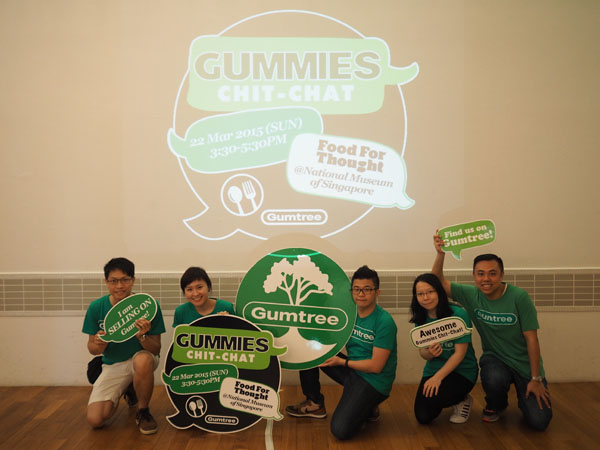 GUMMIES
CHIT-CHAT
22 Mar 2015 (SUN)
3:30-5:30PM
Food For
Thought
@National Museum
of Singapore
Gumtree
Find us on
Gumtree!
I am
SELLING ON
Gumtree!
Gumtree
GUMMIES
CHIT-CHAT
22 Mar 2015 (SUN)
3:30-5:30PM
Food For
Thought
@National Museum
of Singapore
Gumtree
Gumtree
Awesome
Gummies Chit-Chat!
Gumtree